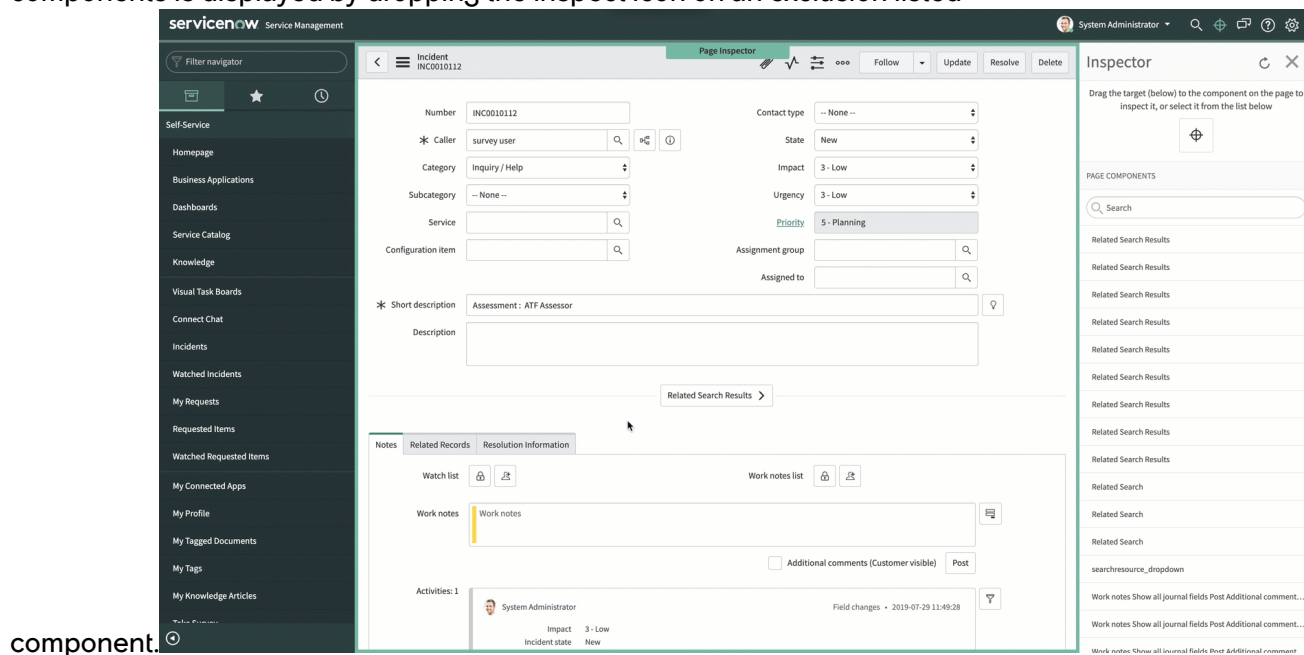 components is displayed by dropping the inspect icon on an exclusion listed
servicenow Service Management
System Administrator
Filter navigator
Self-Service
Homepage
Business Applications
Dashboards
Service Catalog
Knowledge
Visual Task Boards
Connect Chat
Incidents
Watched Incidents
My Requests
Requested Items
Watched Requested Items
My Connected Apps
My Profile
My Tagged Documents
My Tags
My Knowledge Articles
Take Survey
Incident
INC0010112
Page Inspector
Follow Update Resolve Delete
Number INC0010112
Contact type -- None --
Caller survey user
State New
Category Inquiry / Help
Impact 3 - Low
Subcategory -- None --
Urgency 3 - Low
Service
Priority 5 - Planning
Configuration item
Assignment group
Assigned to
Short description Assessment : ATF Assessor
Description
Related Search Results
Notes Related Records Resolution Information
Watch list
Work notes list
Work notes Work notes
Additional comments (Customer visible) Post
Activities: 1
System Administrator
Field changes • 2019-07-29 11:49:28
Impact 3 - Low
Incident state New
Inspector
Drag the target (below) to the component on the page to
inspect it, or select it from the list below
PAGE COMPONENTS
Search
Related Search Results
Related Search Results
Related Search Results
Related Search Results
Related Search Results
Related Search Results
Related Search Results
Related Search Results
Related Search Results
Related Search
Related Search
Related Search
searchresource_dropdown
Work notes Show all journal fields Post Additional comment...
Work notes Show all journal fields Post Additional comment...
Work notes Show all journal fields Post Additional comment...
component.